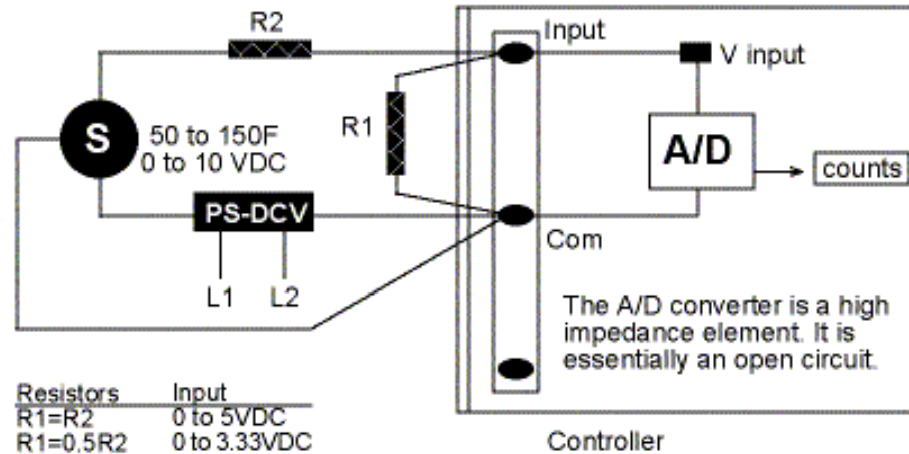 R2
Input
V input
S
50 to 150F
0 to 10 VDC
R1
A/D
counts
PS-DCV
Com
L1 L2
The A/D converter is a high
impedance element. It is
essentially an open circuit.
Resistors Input
R1=R2 0 to 5VDC
R1=0.5R2 0 to 3.33VDC
Controller